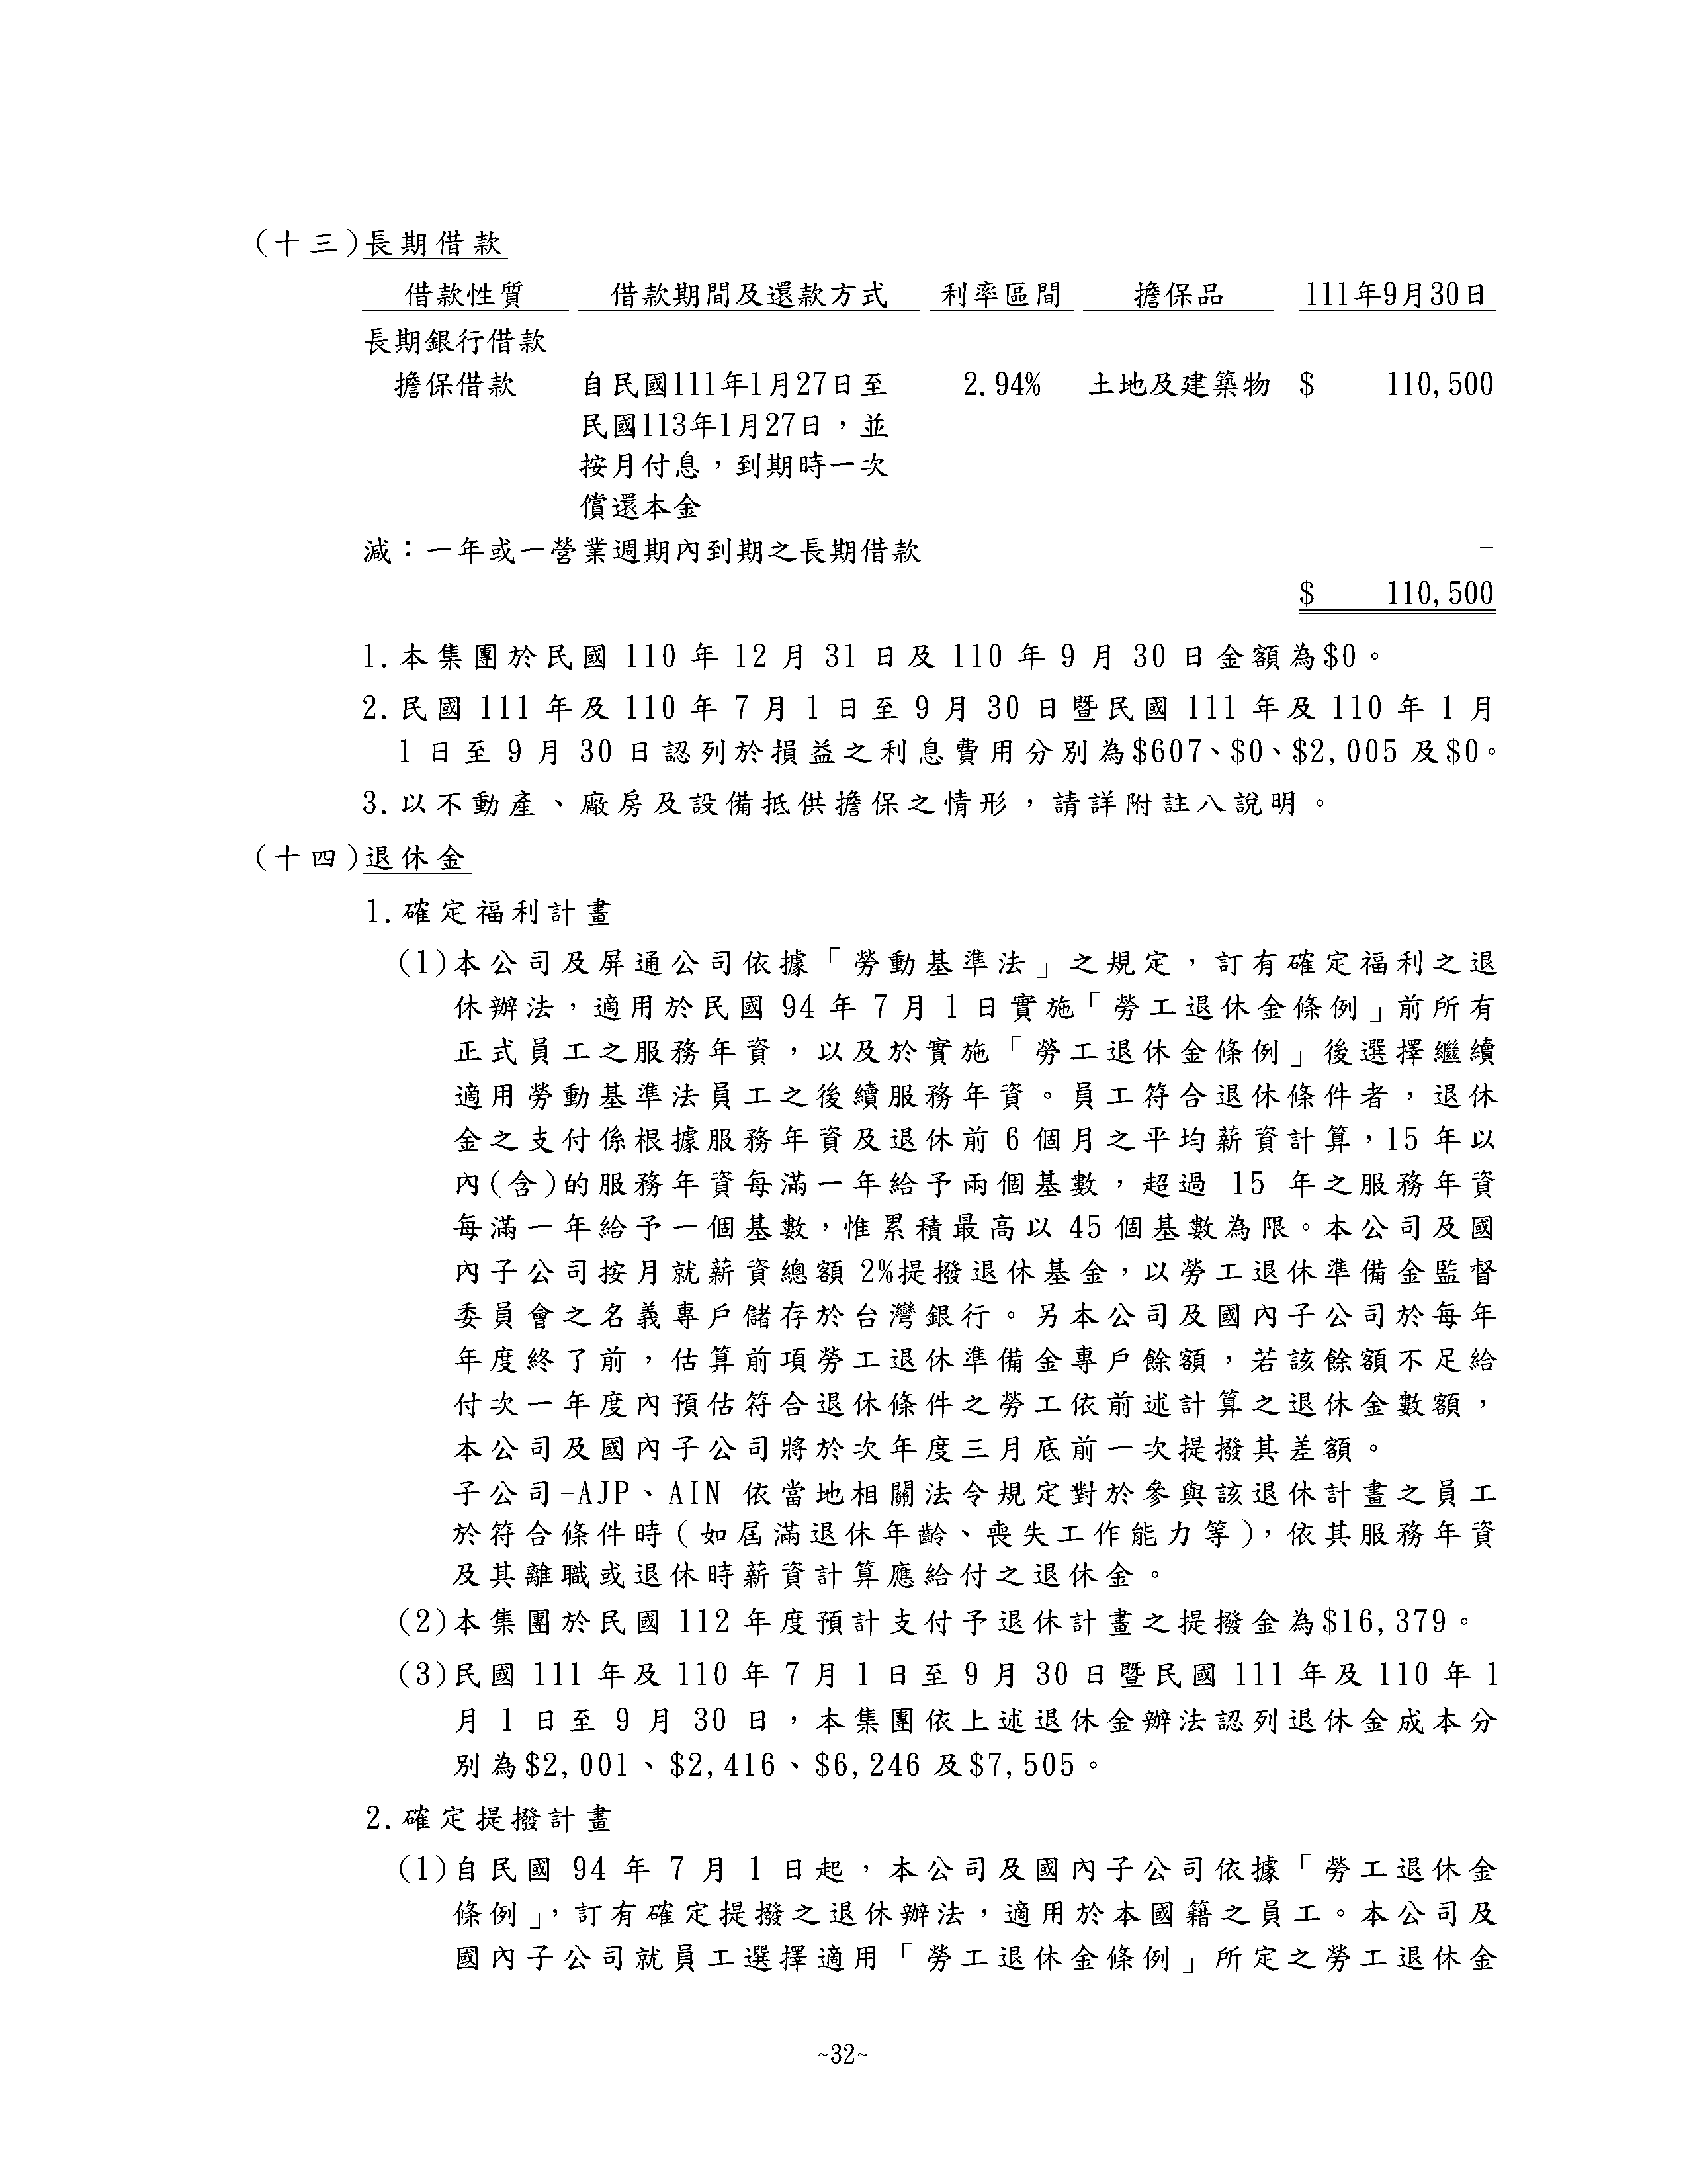 (十三)長期借款
借款性質 借款期間及還款方式 利率區間 擔保品 111年9月30日
長期銀行借款
擔保借款 自民國111年1月27日至 2.94% 土地及建築物 $ 110,500
民國113年1月27日，並
按月付息，到期時一次
償還本金
減：一年或一營業週期內到期之長期借款 -
$ 110,500
1.本集團於民國 110 年 12 月 31 日及 110 年 9 月 30 日金額為$0。
2.民國 111 年及 110 年 7 月 1 日至 9 月 30 日暨民國 111 年及 110 年 1 月
1 日至 9 月 30 日認列於損益之利息費用分別為$607、$0、$2,005 及$0。
3.以不動產、廠房及設備抵供擔保之情形，請詳附註八說明。
(十四)退休金
1.確定福利計畫
(1)本公司及屏通公司依據「勞動基準法」之規定，訂有確定福利之退
休辦法，適用於民國 94 年 7 月 1 日實施「勞工退休金條例」前所有
正式員工之服務年資，以及於實施「勞工退休金條例」後選擇繼續
適用勞動基準法員工之後續服務年資。員工符合退休條件者，退休
金之支付係根據服務年資及退休前 6 個月之平均薪資計算，15 年以
內(含)的服務年資每滿一年給予兩個基數，超過 15 年之服務年資
每滿一年給予一個基數，惟累積最高以 45 個基數為限。本公司及國
內子公司按月就薪資總額 2%提撥退休基金，以勞工退休準備金監督
委員會之名義專戶儲存於台灣銀行。另本公司及國內子公司於每年
年度終了前，估算前項勞工退休準備金專戶餘額，若該餘額不足給
付次一年度內預估符合退休條件之勞工依前述計算之退休金數額，
本公司及國內子公司將於次年度三月底前一次提撥其差額。
子公司-AJP、AIN 依當地相關法令規定對於參與該退休計畫之員工
於符合條件時(如屆滿退休年齡、喪失工作能力等)，依其服務年資
及其離職或退休時薪資計算應給付之退休金。
(2)本集團於民國 112 年度預計支付予退休計畫之提撥金為$16,379。
(3)民國 111 年及 110 年 7 月 1 日至 9 月 30 日暨民國 111 年及 110 年 1
月 1 日至 9 月 30 日，本集團依上述退休金辦法認列退休金成本分
別為$2,001、$2,416、$6,246 及$7,505。
2.確定提撥計畫
(1)自民國 94 年 7 月 1 日起，本公司及國內子公司依據「勞工退休金
條例」，訂有確定提撥之退休辦法，適用於本國籍之員工。本公司及
國內子公司就員工選擇適用「勞工退休金條例」所定之勞工退休金
~32~